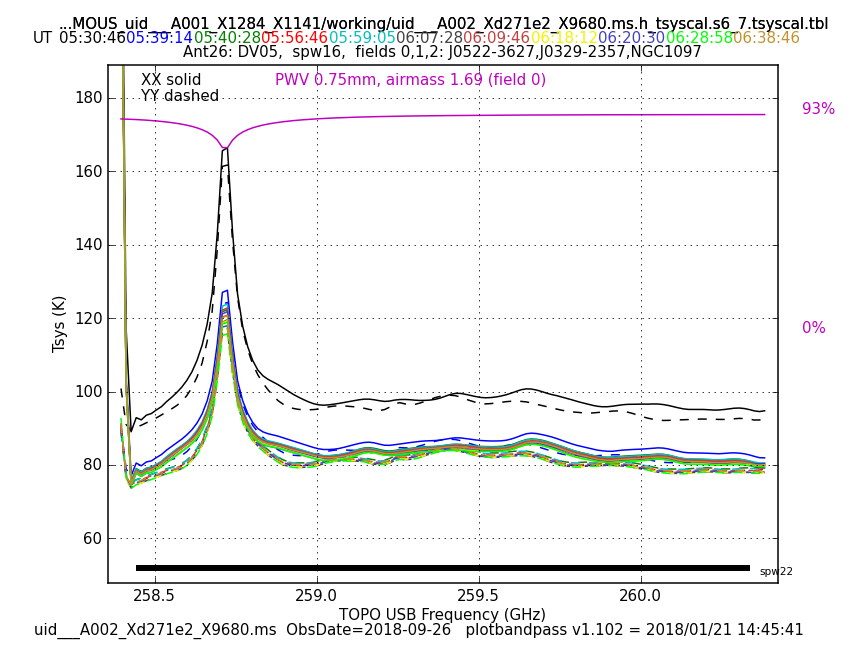 ...MOUS_uid___A001_X1284_X1141/working/uid___A002_Xd271e2_X9680.ms.h_tsyscal.s6_7.tsyscal.tbl
UT 05:30:46 05:39:14 05:40:28 05:56:46 05:59:05 06:07:28 06:09:46 06:18:12 06:20:30 06:28:58 06:38:46
Ant26: DV05, spw16, fields 0,1,2: J0522-3627,J0329-2357,NGC1097
XX solid
YY dashed
PWV 0.75mm, airmass 1.69 (field 0)
93%
0%
180
160
140
120
100
80
60
Tsys (K)
spw22
258.5 259.0 259.5 260.0
TOPO USB Frequency (GHz)
uid___A002_Xd271e2_X9680.ms ObsDate=2018-09-26 plotbandpass v1.102 = 2018/01/21 14:45:41